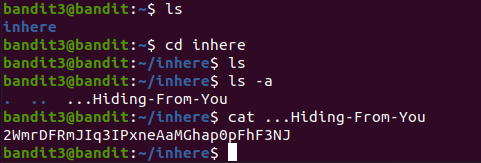 bandit3@bandit:~$ ls
inhere
bandit3@bandit:~$ cd inhere
bandit3@bandit:~/inhere$ ls
bandit3@bandit:~/inhere$ ls -a
.  ..  ...Hiding-From-You
bandit3@bandit:~/inhere$ cat ...Hiding-From-You
2WmrDFRmJIq3IPxneAaMGhap0pFhF3NJ
bandit3@bandit:~/inhere$